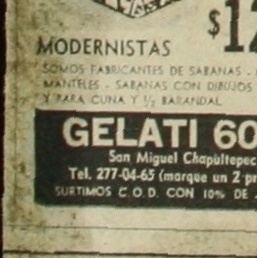 $12
MODERNISTAS
SOMOS FABRICANTES DE SABANAS -
MANTELES - SABANAS CON DIBUJOS
Y PARA CUNA Y ½ BARANDAL
GELATI 60
San Miguel Chapultepec
Tel. 277-04-65 (marque un 2 pr
SURTIMOS C.O.D. CON 10% DE